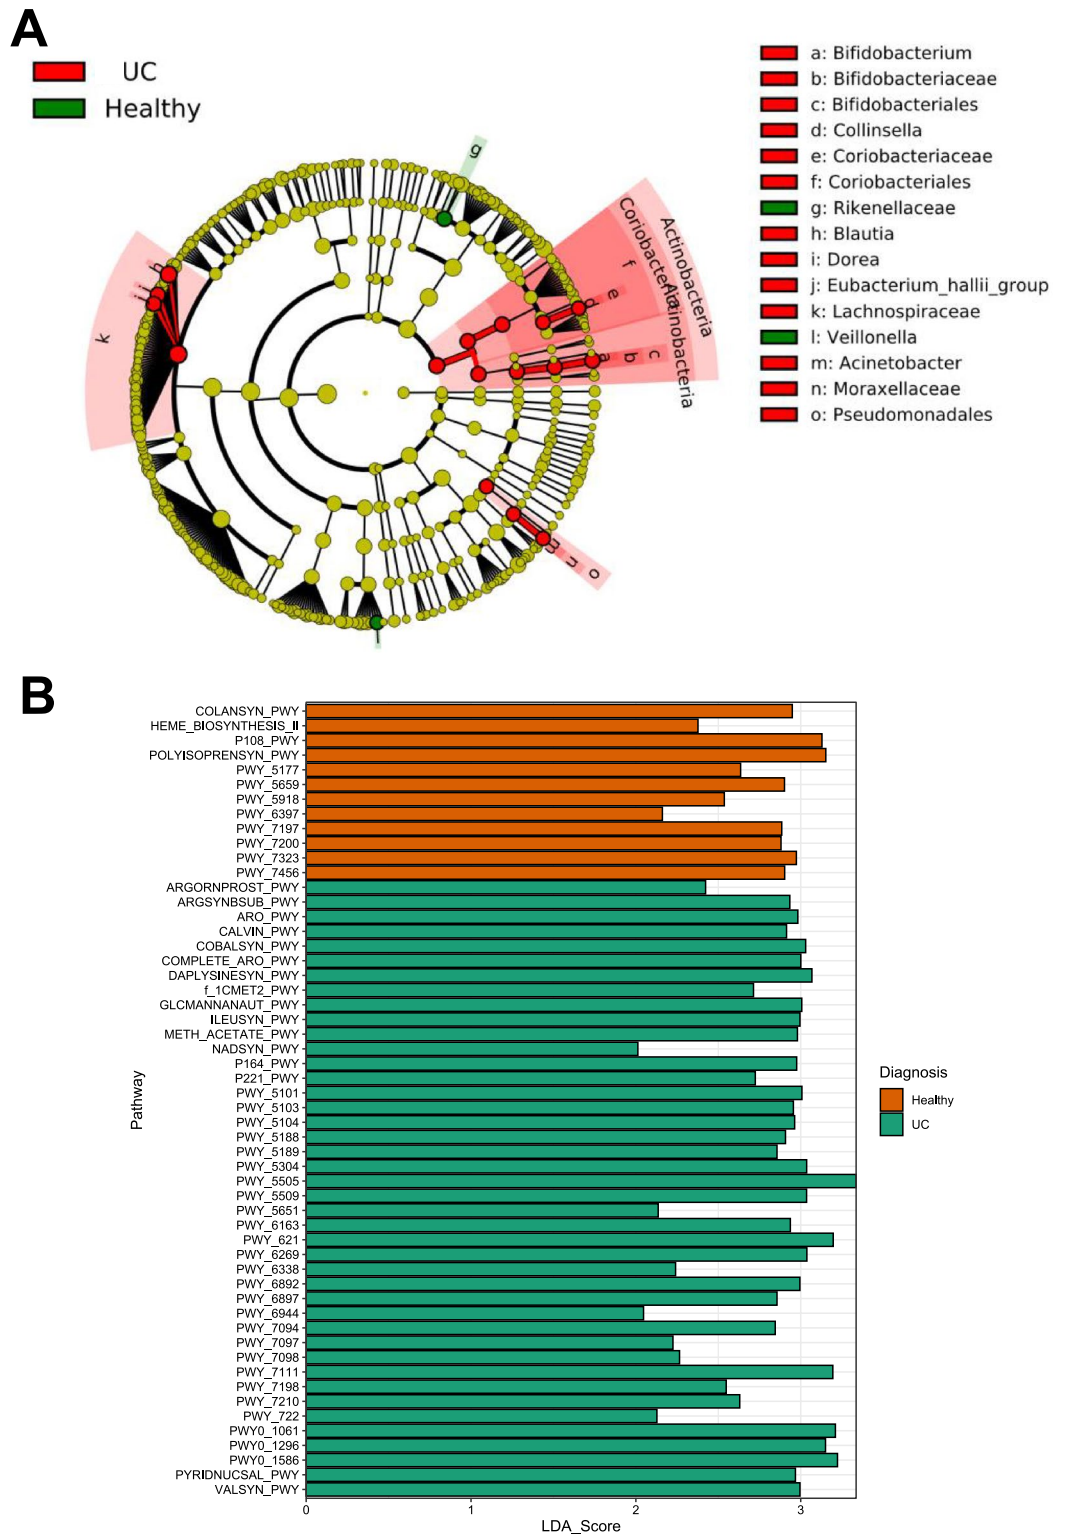 A
UC
Healthy
a: Bifidobacterium
b: Bifidobacteriaceae
c: Bifidobacteriales
d: Collinsella
e: Coriobacteriaceae
f: Coriobacteriales
g: Rikenellaceae
h: Blautia
i: Dorea
j: Eubacterium_hallii_group
k: Lachnospiraceae
l: Veillonella
m: Acinetobacter
n: Moraxellaceae
o: Pseudomonadales
g
Actinobacteria
Coriobacteriia
Actinobacteria
f
e
d
c
b
a
h
i
j
k
l
m
n
o
B
COLANSYN_PWY
HEME_BIOSYNTHESIS_II
P108_PWY
POLYISOPRENSYN_PWY
PWY_5177
PWY_5659
PWY_5918
PWY_6397
PWY_7197
PWY_7200
PWY_7323
PWY_7456
ARGORNPROST_PWY
ARGSYNBSUB_PWY
ARO_PWY
CALVIN_PWY
COBALSYN_PWY
COMPLETE_ARO_PWY
DAPLYSINESYN_PWY
f_1CMET2_PWY
GLCMANNANAUT_PWY
ILEUSYN_PWY
METH_ACETATE_PWY
NADSYN_PWY
P164_PWY
P221_PWY
PWY_5101
PWY_5103
PWY_5104
PWY_5188
PWY_5189
PWY_5304
PWY_5505
PWY_5509
PWY_5651
PWY_6163
PWY_621
PWY_6269
PWY_6338
PWY_6892
PWY_6897
PWY_6944
PWY_7094
PWY_7097
PWY_7098
PWY_7111
PWY_7198
PWY_7210
PWY_722
PWY0_1061
PWY0_1296
PWY0_1586
PYRIDNUCSAL_PWY
VALSYN_PWY
Pathway
0 1 2 3
LDA_Score
Diagnosis
Healthy
UC